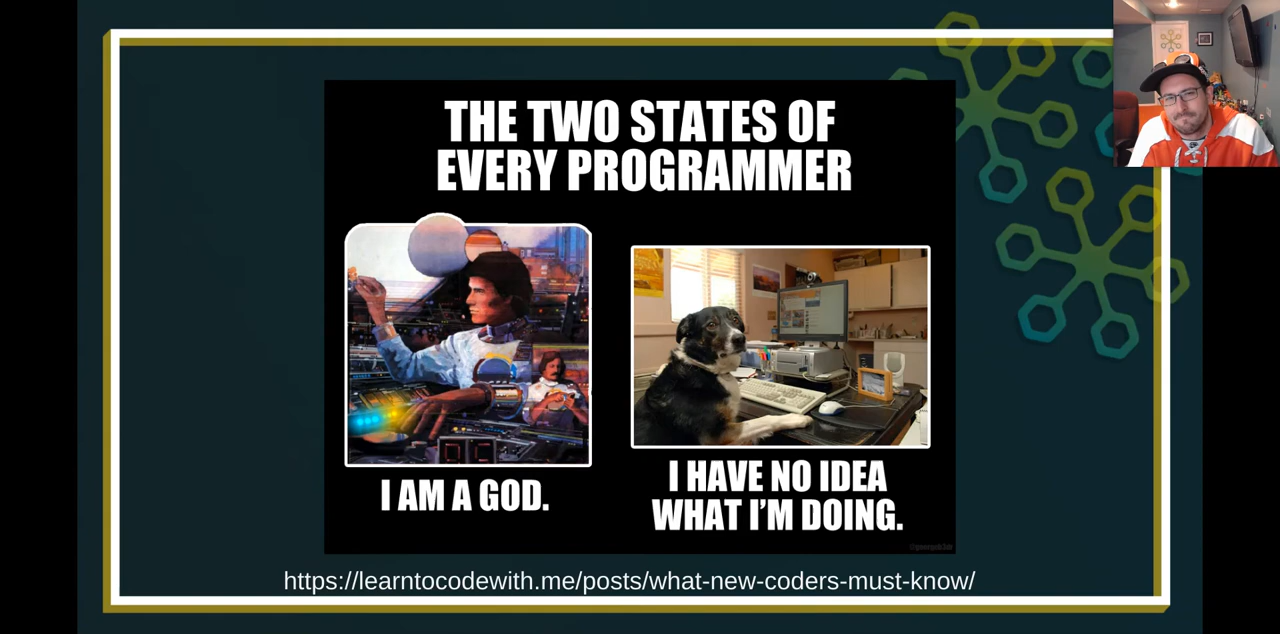 THE TWO STATES OF
EVERY PROGRAMMER
I AM A GOD.
I HAVE NO IDEA
WHAT I'M DOING.
https://learntocodewith.me/posts/what-new-coders-must-know/